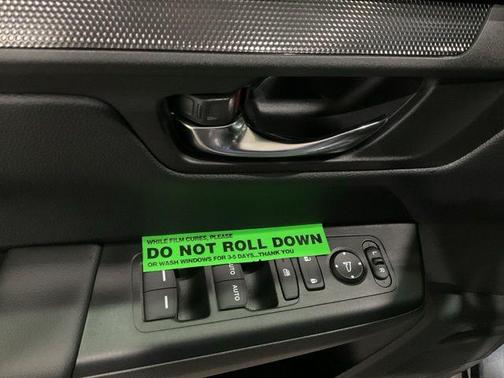 WHILE FILM CURES, PLEASE
DO NOT ROLL DOWN
OR WASH WINDOWS FOR 3-5 DAYS...THANK YOU
AUTO
AUTO
L
R